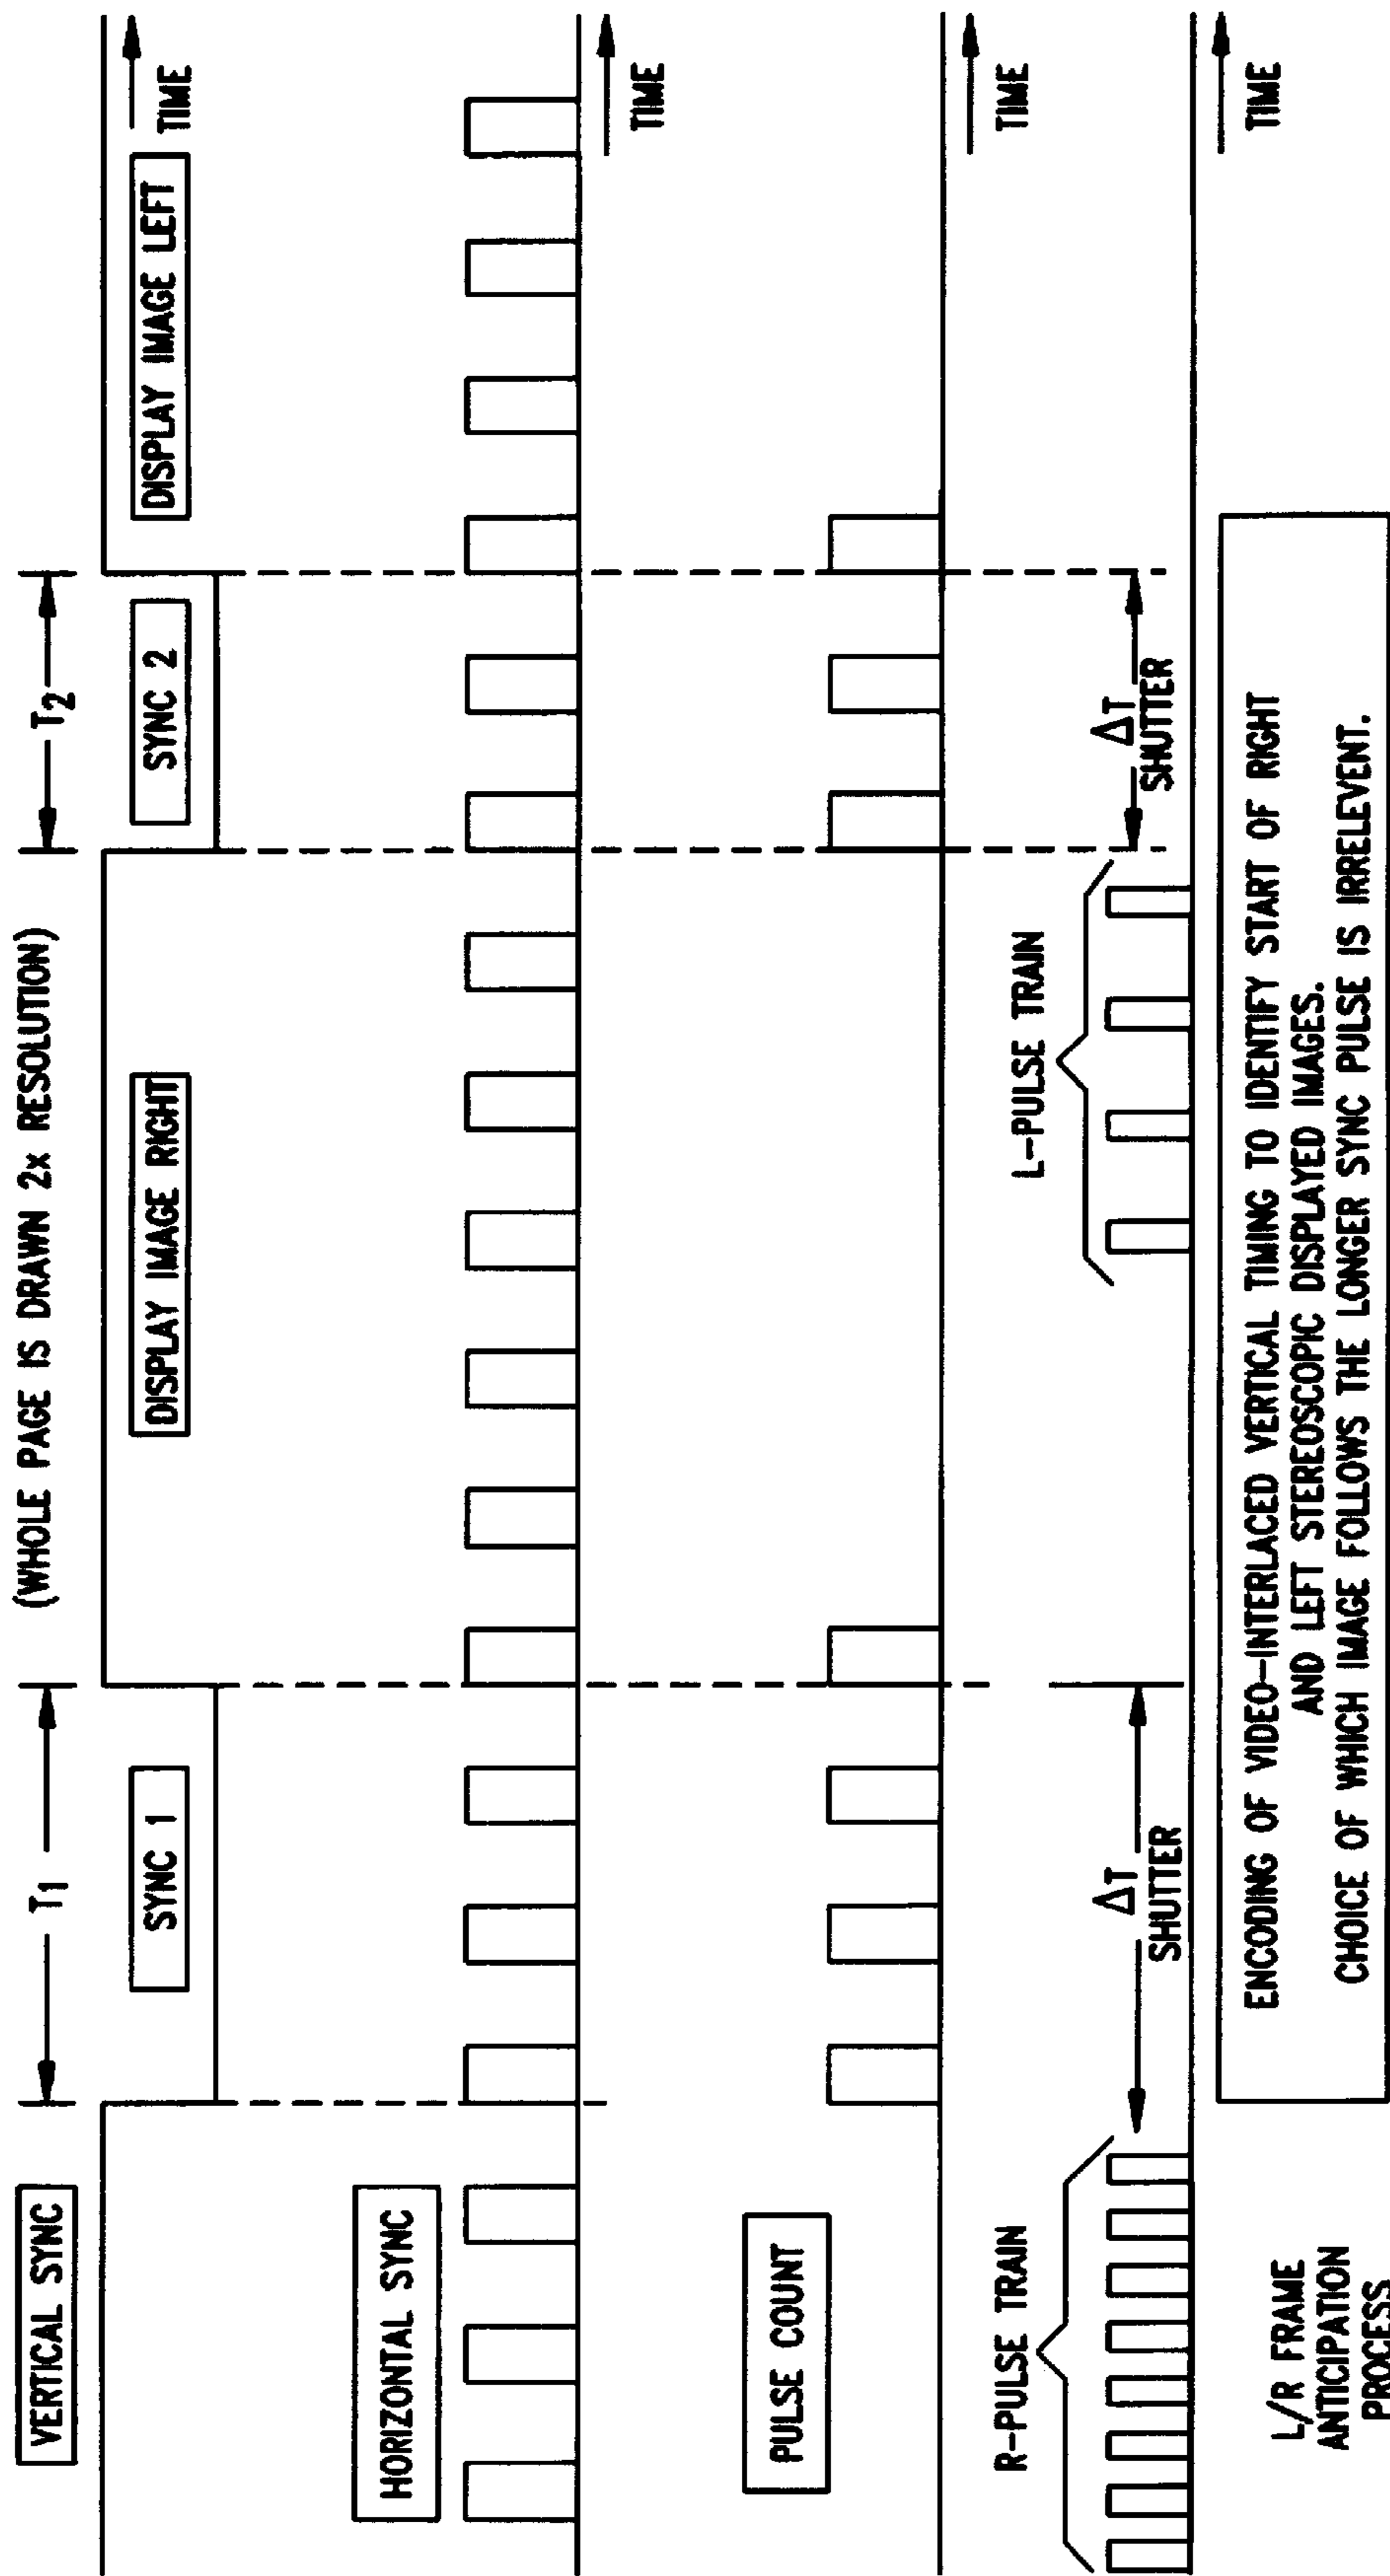 (WHOLE PAGE IS DRAWN 2x RESOLUTION)
VERTICAL SYNC
T1
T2
SYNC 1
DISPLAY IMAGE RIGHT
SYNC 2
DISPLAY IMAGE LEFT
TIME
HORIZONTAL SYNC
TIME
PULSE COUNT
TIME
R-PULSE TRAIN
L-PULSE TRAIN
ΔT
SHUTTER
ΔT
SHUTTER
TIME
L/R FRAME
ANTICIPATION
PROCESS
ENCODING OF VIDEO-INTERLACED VERTICAL TIMING TO IDENTIFY START OF RIGHT
AND LEFT STEREOSCOPIC DISPLAYED IMAGES.
CHOICE OF WHICH IMAGE FOLLOWS THE LONGER SYNC PULSE IS IRRELEVENT.